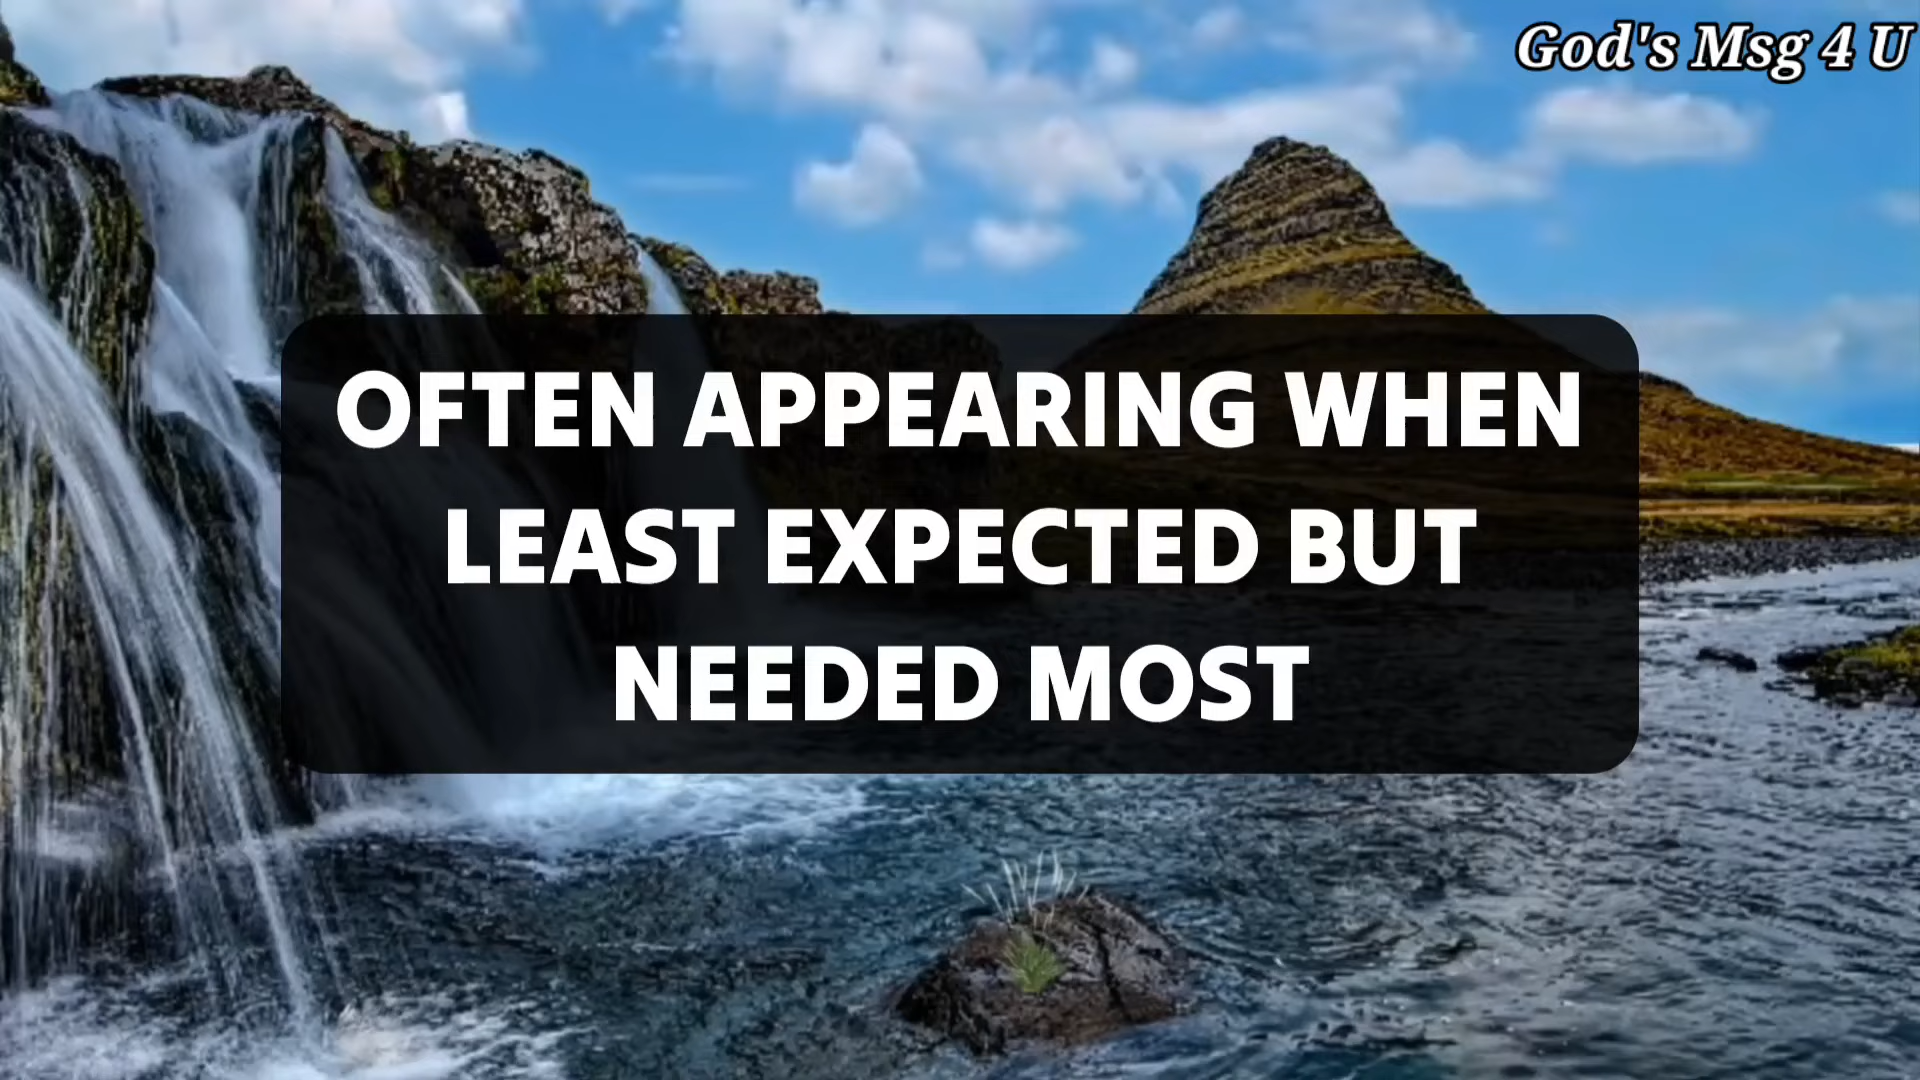 God's Msg 4 U
OFTEN APPEARING WHEN
LEAST EXPECTED BUT
NEEDED MOST